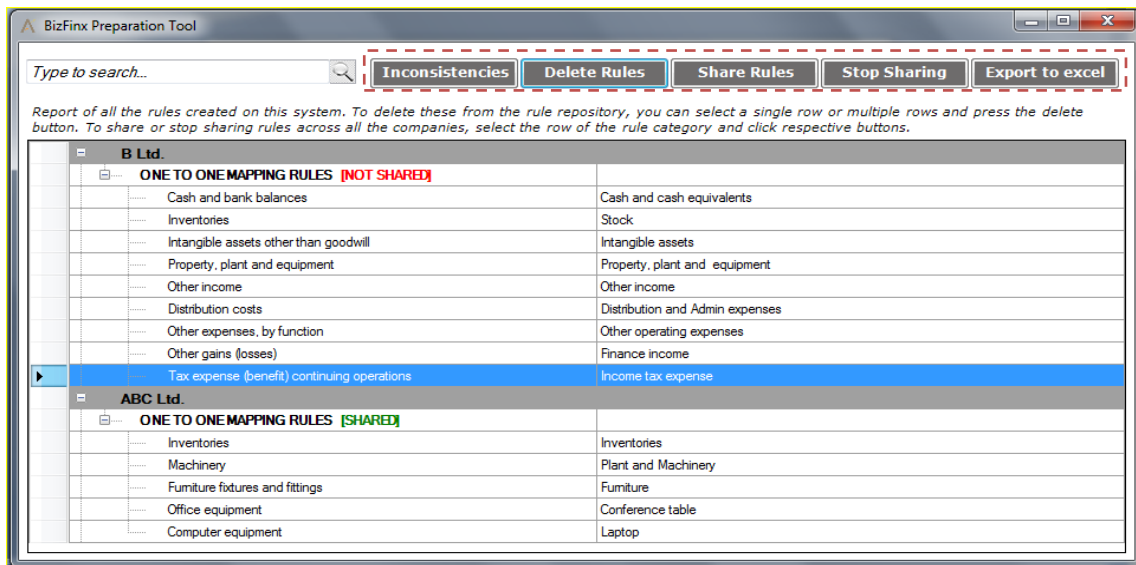 BizFinx Preparation Tool
Type to search...
Inconsistencies Delete Rules Share Rules Stop Sharing Export to excel
Report of all the rules created on this system. To delete these from the rule repository, you can select a single row or multiple rows and press the delete
button. To share or stop sharing rules across all the companies, select the row of the rule category and click respective buttons.
B Ltd.
ONE TO ONE MAPPING RULES [NOT SHARED]
Cash and bank balances Cash and cash equivalents
Inventories Stock
Intangible assets other than goodwill Intangible assets
Property, plant and equipment Property, plant and equipment
Other income Other income
Distribution costs Distribution and Admin expenses
Other expenses, by function Other operating expenses
Other gains (losses) Finance income
Tax expense (benefit) continuing operations Income tax expense
ABC Ltd.
ONE TO ONE MAPPING RULES [SHARED]
Inventories Inventories
Machinery Plant and Machinery
Furniture fixtures and fittings Furniture
Office equipment Conference table
Computer equipment Laptop